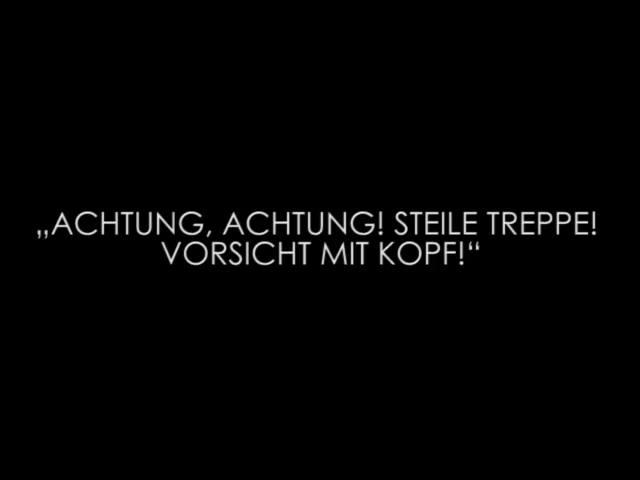 „ACHTUNG, ACHTUNG! STEILE TREPPE!
VORSICHT MIT KOPF!“